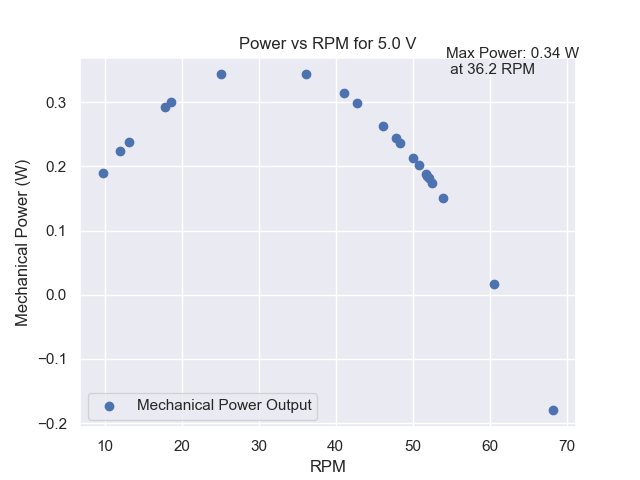 Power vs RPM for 5.0 V
Max Power: 0.34 W
at 36.2 RPM
Mechanical Power (W)
0.3
0.2
0.1
0.0
−0.1
−0.2
Mechanical Power Output
10 20 30 40 50 60 70
RPM